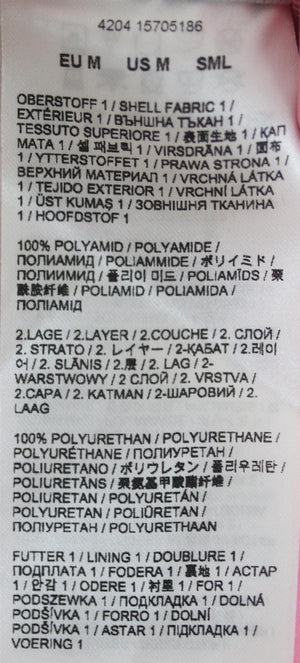 4204 15705186
EU M US M SML
OBERSTOFF 1 / SHELL FABRIC 1 /
EXTÉRIEUR 1 / ВЪНШНА ТЪКАН 1 /
TESSUTO SUPERIORE 1 / 表面生地 1 / ҚАП
МАТА 1 / 셸 패브릭 1 / VIRSDRĀNA 1 / 面布
1 / YTTERSTOFFET 1 / PRAWA STRONA 1 /
ВЕРХНИЙ МАТЕРИАЛ 1 / VRCHNÁ LÁTKA
1 / TEJIDO EXTERIOR 1 / VRCHNÍ LÁTKA
1 / ÜST KUMAŞ 1 / ЗОВНІШНЯ ТКАНИНА
1 / HOOFDSTOF 1
100% POLYAMID / POLYAMIDE /
ПОЛИАМИД / POLIAMMIDE / ポリイミド /
ПОЛИИМИД / 폴리이미드 / POLIAMĪDS / 聚
酰胺纤维 / POLIAMID / POLIAMIDA /
ПОЛІАМІД
2.LAGE / 2.LAYER / 2.COUCHE / 2. СЛОЙ /
2. STRATO / 2. レイヤー / 2-ҚАБАТ / 2.레이
어 / 2. SLĀNIS / 2.层 / 2. LAG / 2-
WARSTWOWY / 2 СЛОЙ / 2. VRSTVA /
2.CAPA / 2. KATMAN / 2-ШАРОВИЙ / 2.
LAAG
100% POLYURETHAN / POLYURETHANE /
POLYURÉTHANE / ПОЛИУРЕТАН /
POLIURETANO / ポリウレタン / 폴리우레탄 /
POLIURETĀNS / 聚氨基甲酸酯纤维 /
POLIURETAN / POLYURETÁN /
POLYURETAN / POLIÜRETAN /
ПОЛІУРЕТАН / POLYURETHAAN
FUTTER 1 / LINING 1 / DOUBLURE 1 /
ПОДПЛАТА 1 / FODERA 1 / 裏地 1 / АСТАР
1 / 안감 1 / ODERE 1 / 衬里 1 / FOR 1 /
PODSZEWKA 1 / ПОДКЛАДКА 1 / DOLNÁ
PODŠÍVKA 1 / FORRO 1 / DOLNÍ
PODŠÍVKA 1 / ASTAR 1 / ПІДКЛАДКА 1 /
VOERING 1